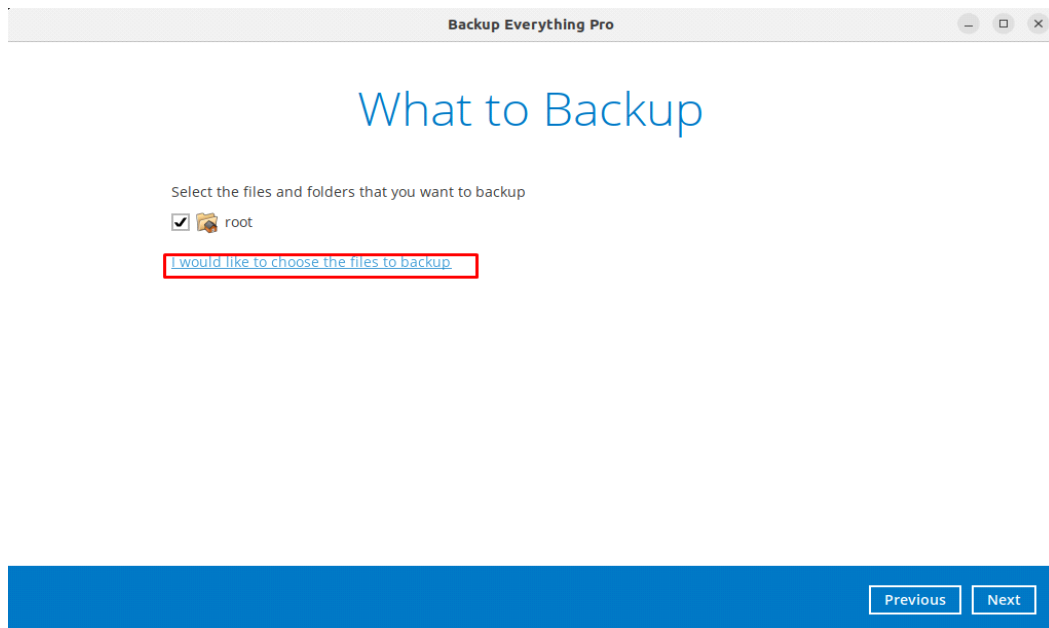 Backup Everything Pro
What to Backup
Select the files and folders that you want to backup
root
I would like to choose the files to backup
Previous Next